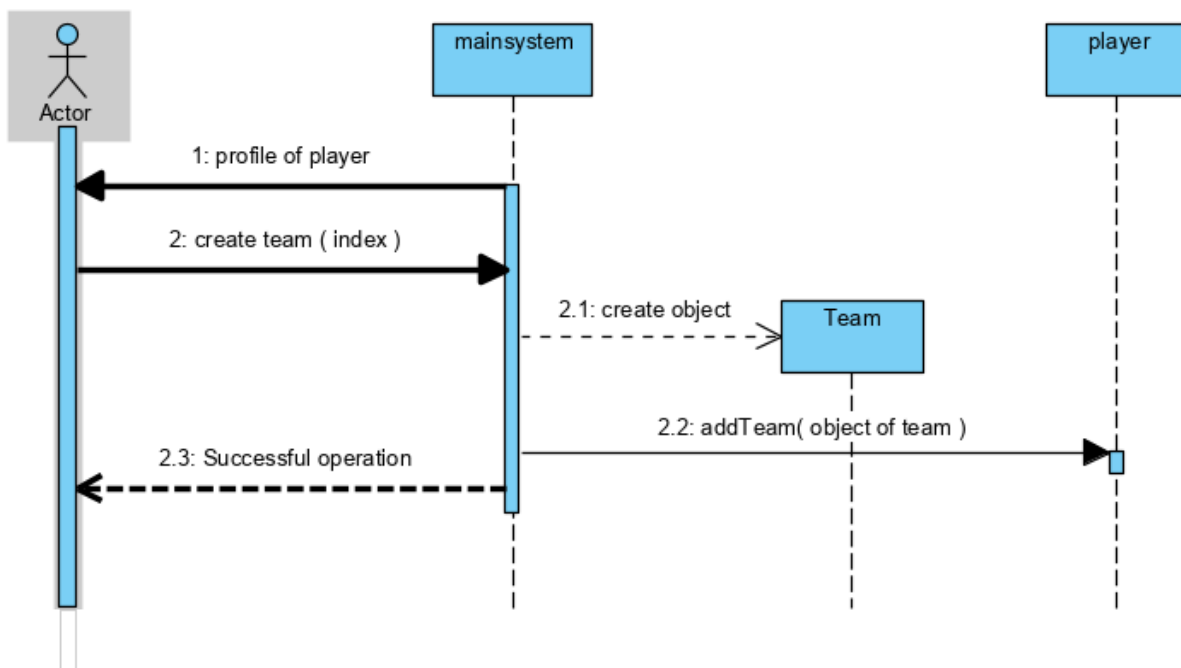 mainsystem
player
Actor
1: profile of player
2: create team ( index )
2.1: create object
Team
2.2: addTeam( object of team )
2.3: Successful operation